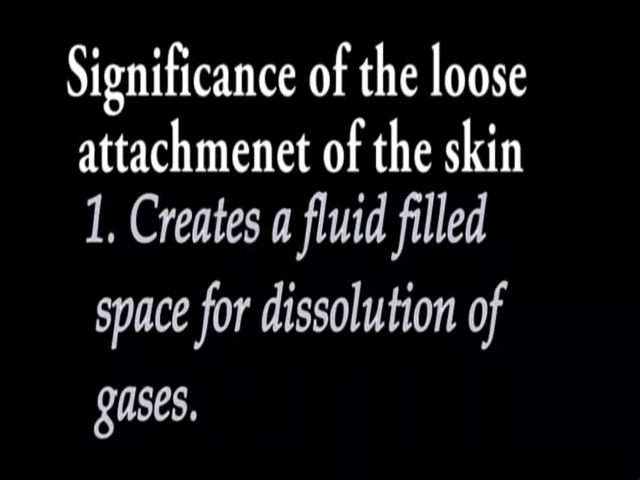 Significance of the loose
attachmenet of the skin
1. Creates a fluid filled
space for dissolution of
gases.